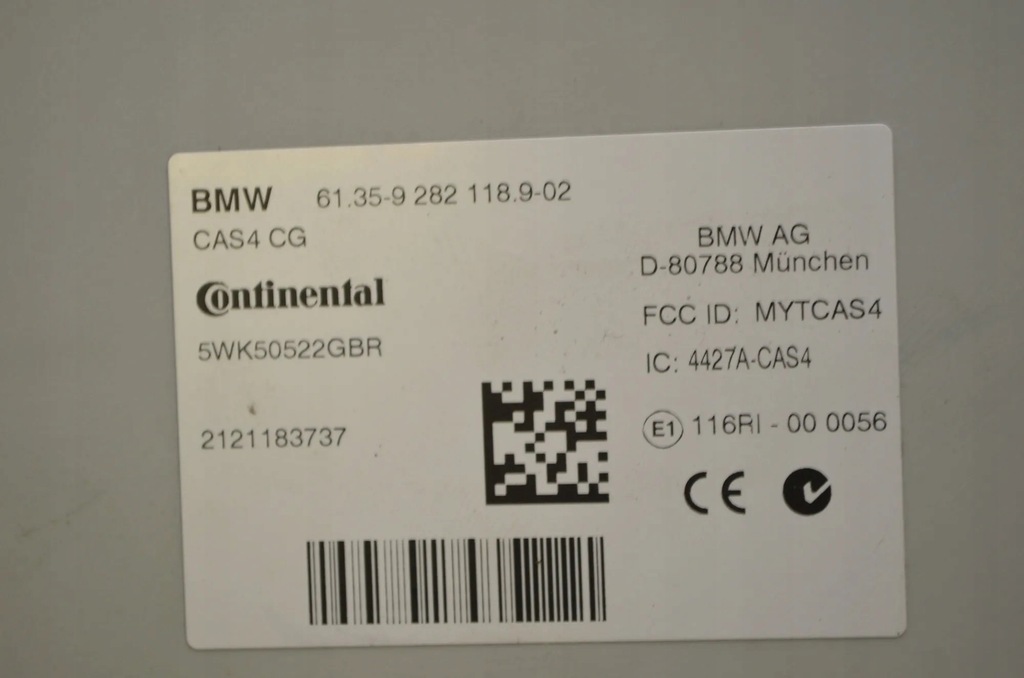 BMW 61.35-9 282 118.9-02
CAS4 CG
Continental
5WK50522GBR
2121183737
BMW AG
D-80788 München
FCC ID: MYTCAS4
IC: 4427A-CAS4
E1 116RI - 00 0056
CE